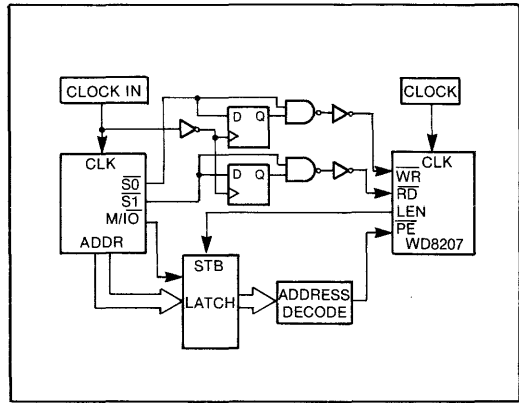 CLOCK IN
CLOCK
D Q
CLK
S0
S1
M/IO
ADDR
D Q
CLK
WR
RD
LEN
PE
WD8207
STB
LATCH
ADDRESS
DECODE